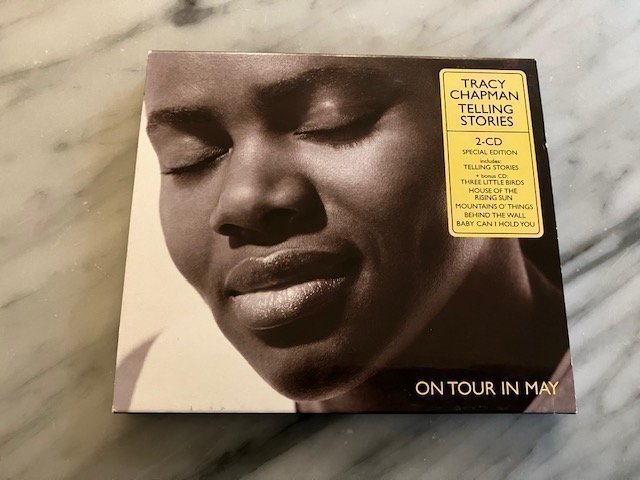 TRACY
CHAPMAN
TELLING
STORIES
2-CD
SPECIAL EDITION
includes:
TELLING STORIES
+ bonus CD:
THREE LITTLE BIRDS
HOUSE OF THE
RISING SUN
MOUNTAINS O' THINGS
BEHIND THE WALL
BABY CAN I HOLD YOU
ON TOUR IN MAY